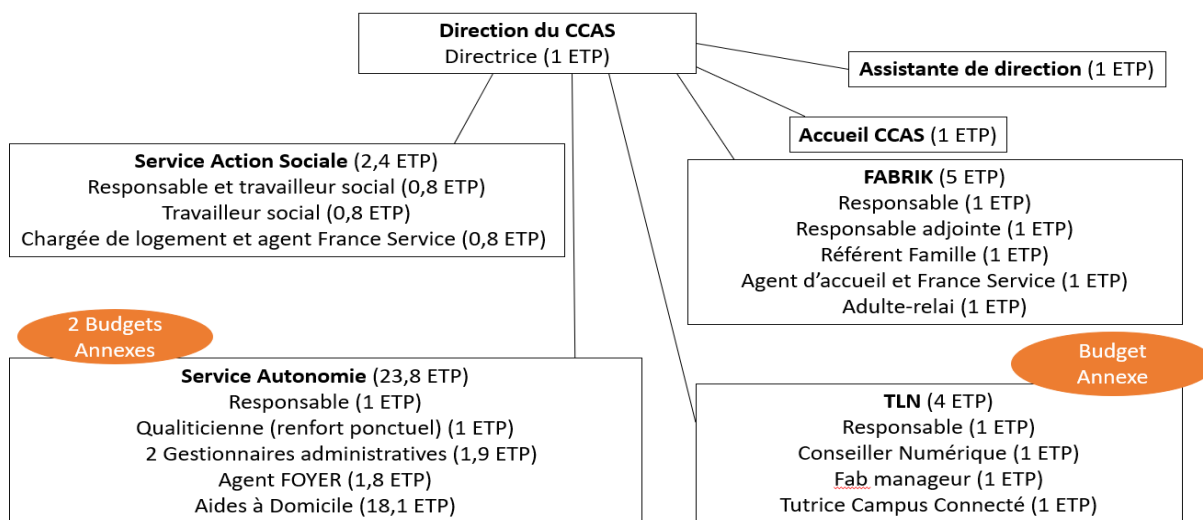 Direction du CCAS
Directrice (1 ETP)
Assistante de direction (1 ETP)
Accueil CCAS (1 ETP)
Service Action Sociale (2,4 ETP)
Responsable et travailleur social (0,8 ETP)
Travailleur social (0,8 ETP)
Chargée de logement et agent France Service (0,8 ETP)
FABRIK (5 ETP)
Responsable (1 ETP)
Responsable adjointe (1 ETP)
Référent Famille (1 ETP)
Agent d’accueil et France Service (1 ETP)
Adulte-relai (1 ETP)
2 Budgets
Annexes
Service Autonomie (23,8 ETP)
Responsable (1 ETP)
Qualiticienne (renfort ponctuel) (1 ETP)
2 Gestionnaires administratives (1,9 ETP)
Agent FOYER (1,8 ETP)
Aides à Domicile (18,1 ETP)
Budget
Annexe
TLN (4 ETP)
Responsable (1 ETP)
Conseiller Numérique (1 ETP)
Fab manageur (1 ETP)
Tutrice Campus Connecté (1 ETP)